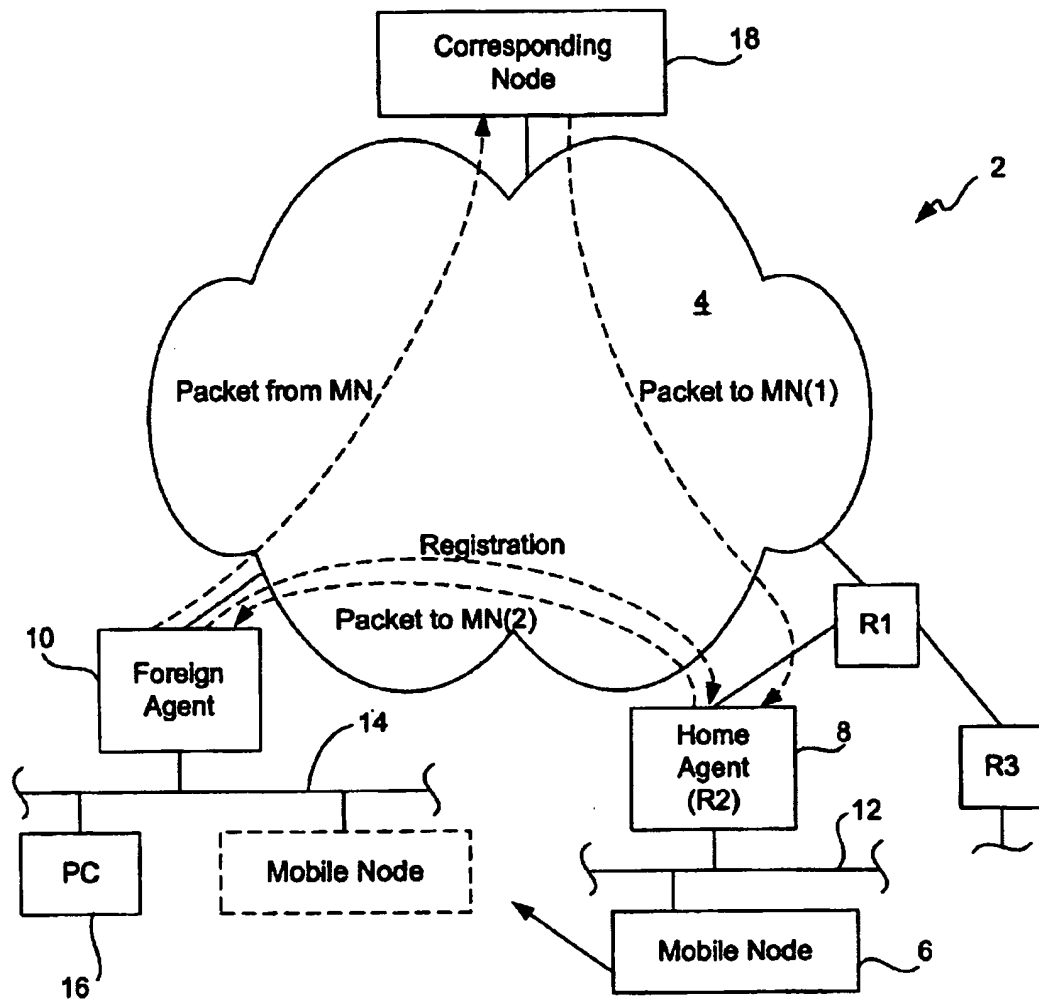 Corresponding
Node
18
2
4
Packet from MN
Packet to MN(1)
Registration
Packet to MN(2)
10
Foreign
Agent
R1
14
Home
Agent
(R2)
8
R3
12
PC
Mobile Node
Mobile Node
6
16